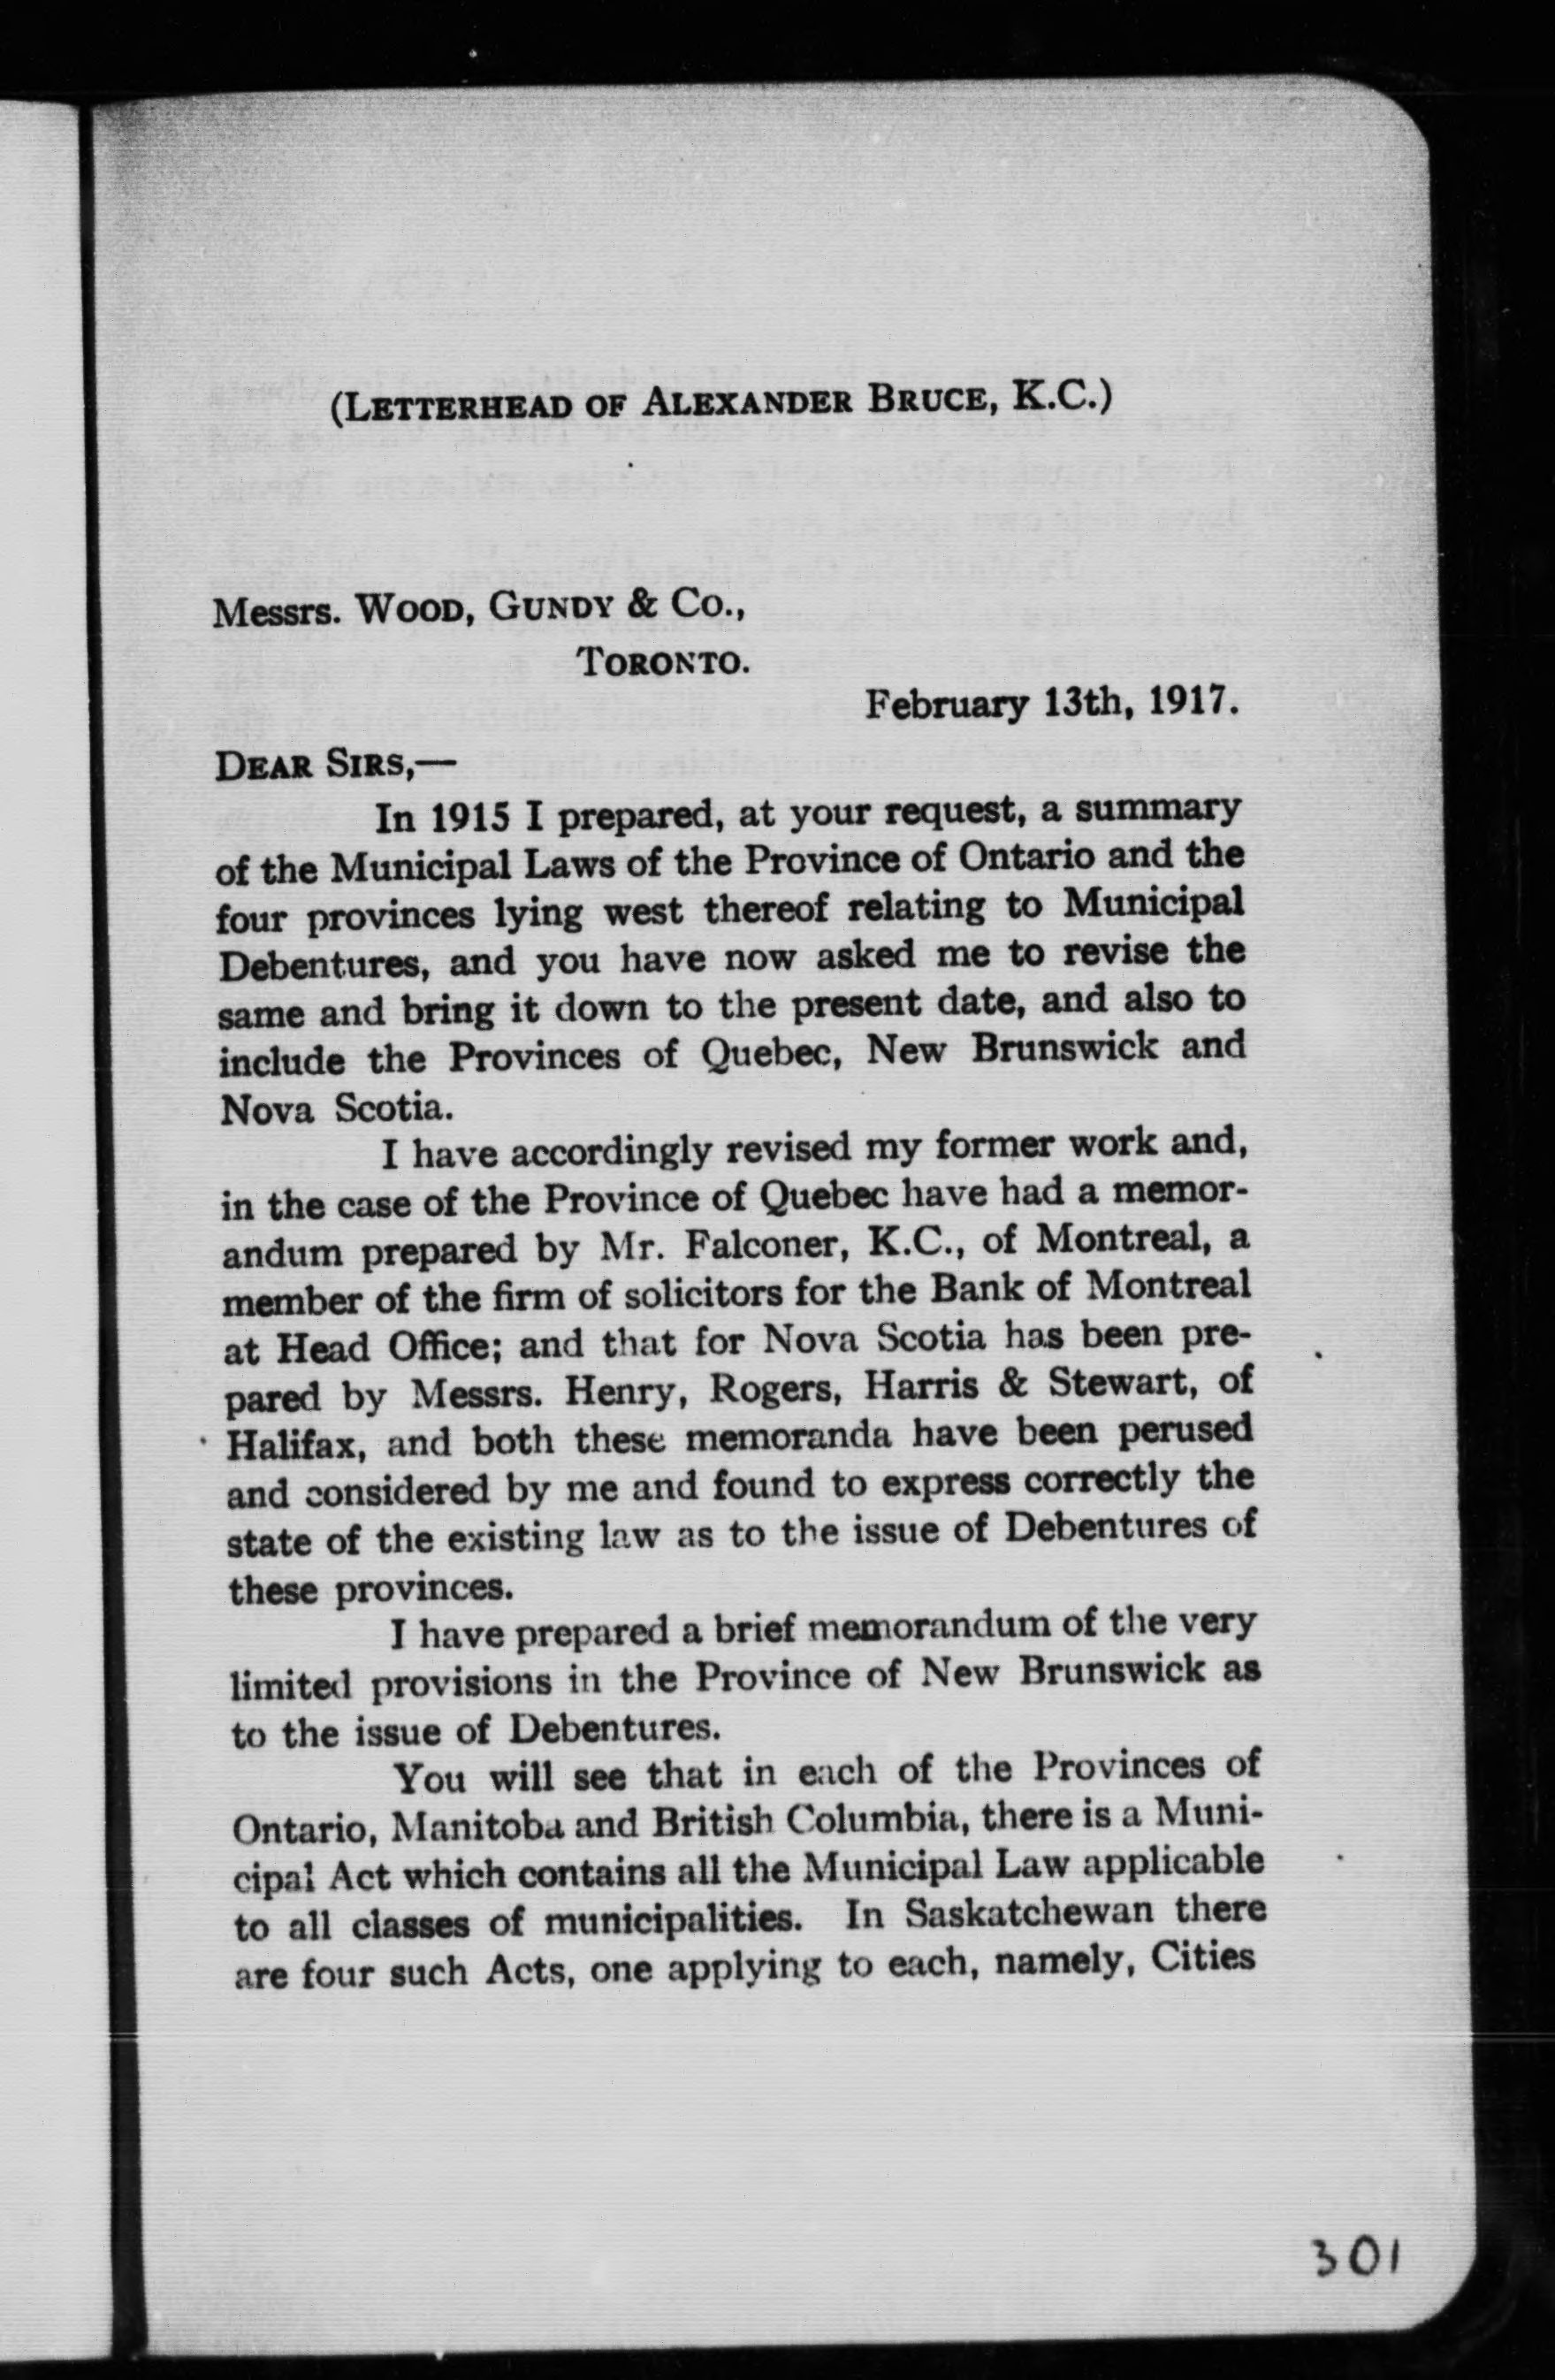 (LETTERHEAD OF ALEXANDER BRUCE, K.C.)
Messrs. WOOD, GUNDY & CO.,
TORONTO.
February 13th, 1917.
DEAR SIRS,—
In 1915 I prepared, at your request, a summary
of the Municipal Laws of the Province of Ontario and the
four provinces lying west thereof relating to Municipal
Debentures, and you have now asked me to revise the
same and bring it down to the present date, and also to
include the Provinces of Quebec, New Brunswick and
Nova Scotia.
I have accordingly revised my former work and,
in the case of the Province of Quebec have had a memor-
andum prepared by Mr. Falconer, K.C., of Montreal, a
member of the firm of solicitors for the Bank of Montreal
at Head Office; and that for Nova Scotia has been pre-
pared by Messrs. Henry, Rogers, Harris & Stewart, of
Halifax, and both these memoranda have been perused
and considered by me and found to express correctly the
state of the existing law as to the issue of Debentures of
these provinces.
I have prepared a brief memorandum of the very
limited provisions in the Province of New Brunswick as
to the issue of Debentures.
You will see that in each of the Provinces of
Ontario, Manitoba and British Columbia, there is a Muni-
cipal Act which contains all the Municipal Law applicable
to all classes of municipalities. In Saskatchewan there
are four such Acts, one applying to each, namely, Cities
301